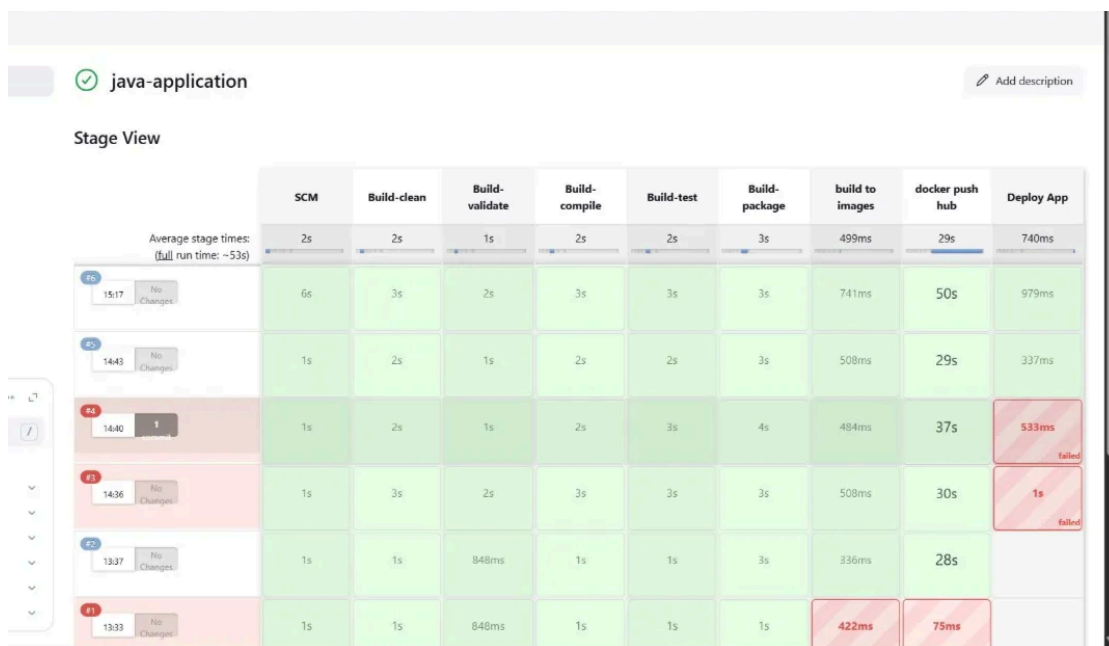 java-application
Add description
Stage View
SCM Build-clean Build-validate Build-compile Build-test Build-package build to images docker push hub Deploy App
Average stage times: 2s 2s 1s 2s 2s 3s 499ms 29s 740ms
(full run time: ~53s)
#6
15:17 No Changes 6s 3s 2s 3s 3s 3s 741ms 50s 979ms
#5
14:43 No Changes 1s 2s 1s 2s 2s 3s 508ms 29s 337ms
#4
14:40 1 commit 1s 2s 1s 2s 3s 4s 484ms 37s 533ms
failed
#3
14:36 No Changes 1s 3s 2s 3s 3s 3s 508ms 30s 1s
failed
#2
13:37 No Changes 1s 1s 848ms 1s 1s 3s 336ms 28s
#1
13:33 No Changes 1s 1s 848ms 1s 1s 1s 422ms 75ms
/